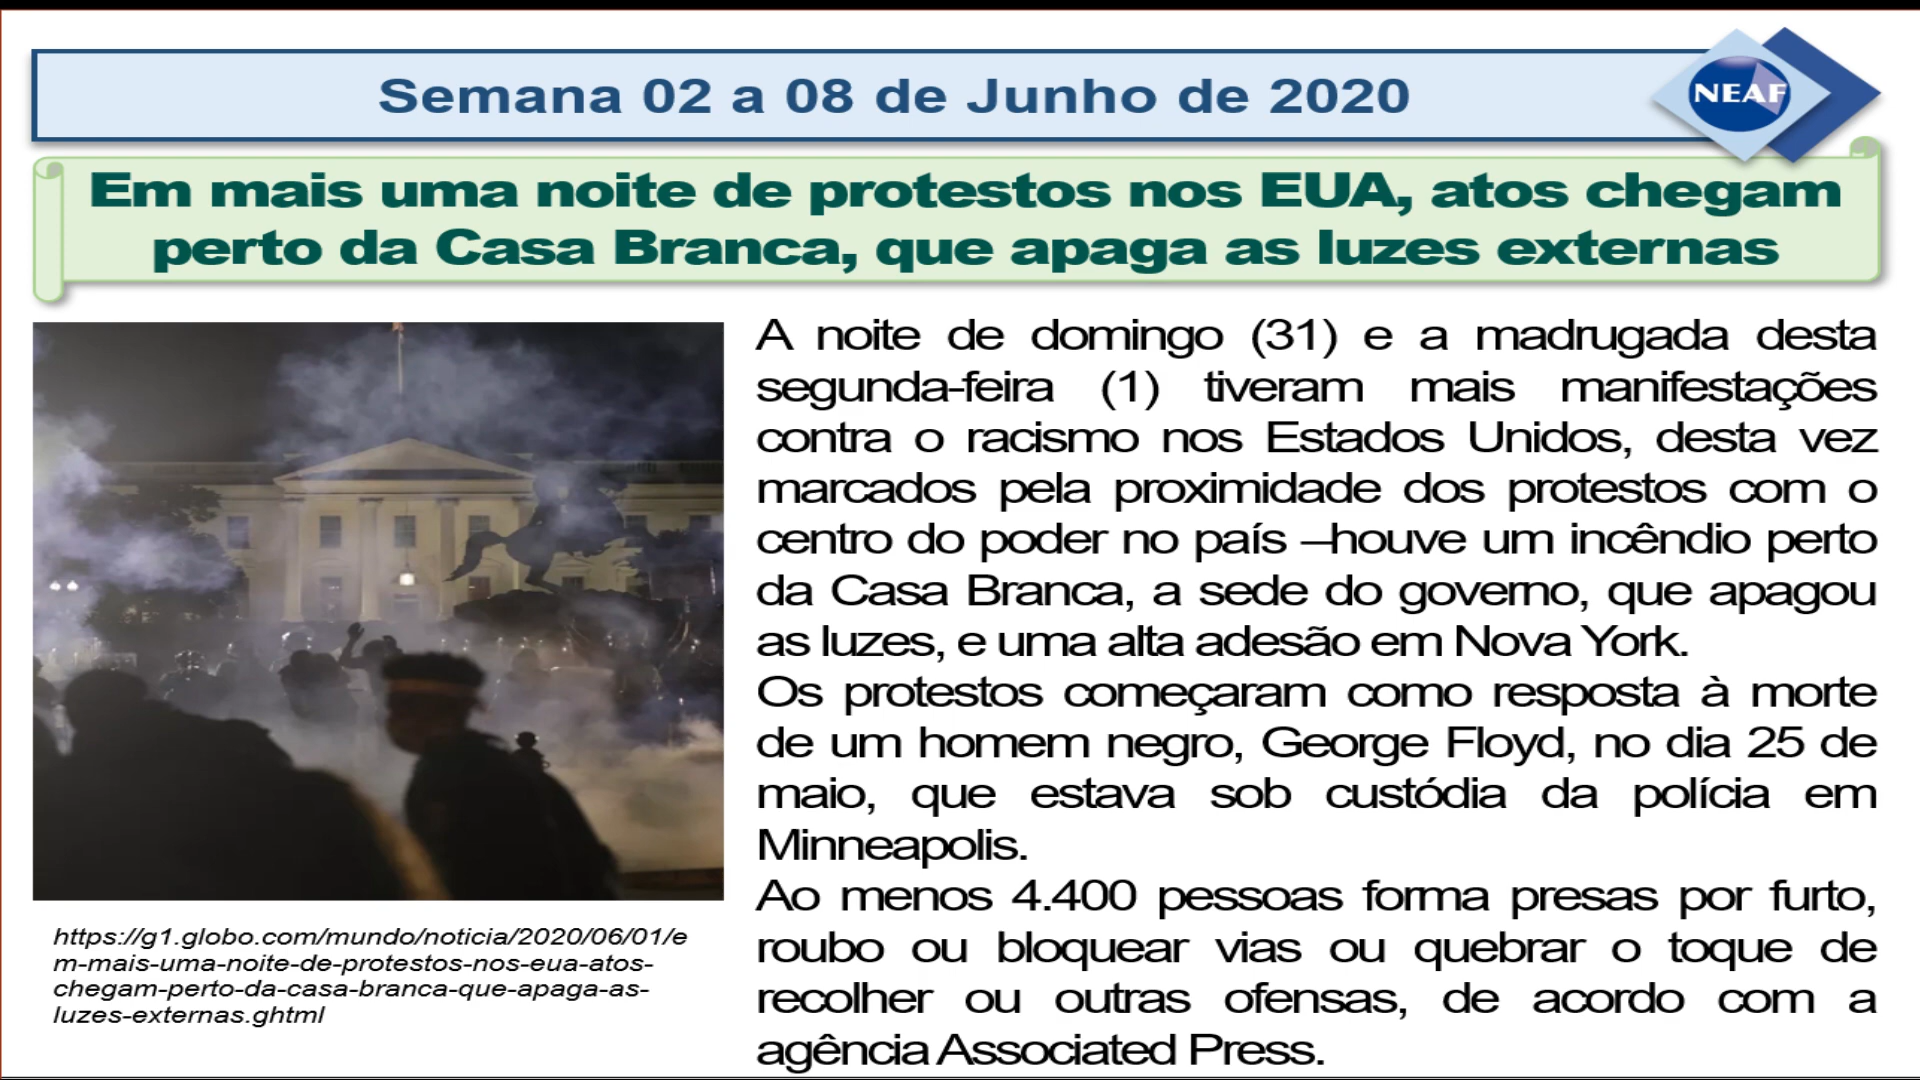 Semana 02 a 08 de Junho de 2020
NEAF
Em mais uma noite de protestos nos EUA, atos chegam
perto da Casa Branca, que apaga as luzes externas
A noite de domingo (31) e a madrugada desta
segunda-feira (1) tiveram mais manifestações
contra o racismo nos Estados Unidos, desta vez
marcados pela proximidade dos protestos com o
centro do poder no país –houve um incêndio perto
da Casa Branca, a sede do governo, que apagou
as luzes, e uma alta adesão em Nova York.
Os protestos começaram como resposta à morte
de um homem negro, George Floyd, no dia 25 de
maio, que estava sob custódia da polícia em
Minneapolis.
Ao menos 4.400 pessoas forma presas por furto,
roubo ou bloquear vias ou quebrar o toque de
recolher ou outras ofensas, de acordo com a
agência Associated Press.
https://g1.globo.com/mundo/noticia/2020/06/01/e
m-mais-uma-noite-de-protestos-nos-eua-atos-
chegam-perto-da-casa-branca-que-apaga-as-
luzes-externas.ghtml